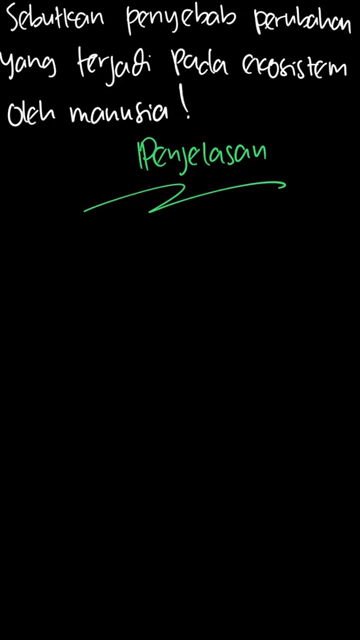 Sebutkan penyebab perubahan
yang terjadi pada ekosistem
oleh manusia!
Penjelasan